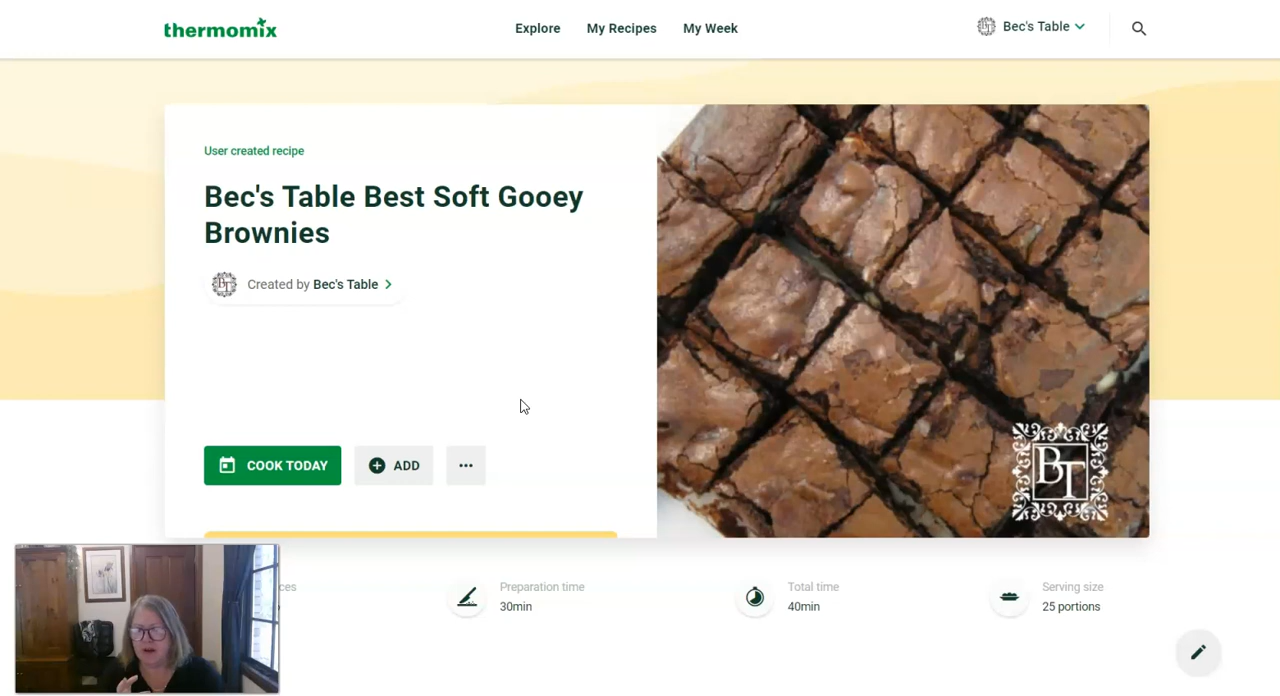 thermomix
Explore
My Recipes
My Week
Bec's Table
User created recipe
Bec's Table Best Soft Gooey
Brownies
Created by Bec's Table
COOK TODAY
ADD
BT
ces
Preparation time
30min
Total time
40min
Serving size
25 portions